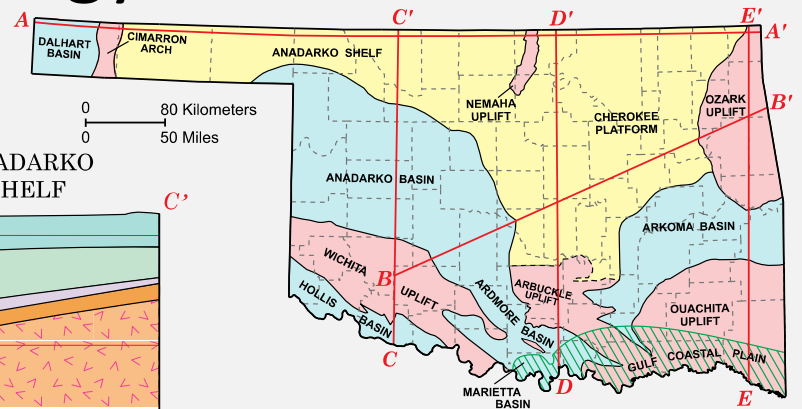 A
C'
D'
E'
A'
DALHART
BASIN
CIMARRON
ARCH
ANADARKO SHELF
NEMAHA
UPLIFT
CHEROKEE
PLATFORM
OZARK
UPLIFT
B'
0 80 Kilometers
0 50 Miles
ADARKO
HELF
C'
ANADARKO BASIN
ARKOMA BASIN
WICHITA
UPLIFT
B
HOLLIS
BASIN
ARDMORE BASIN
ARBUCKLE
UPLIFT
OUACHITA
UPLIFT
GULF COASTAL PLAIN
C
D
E
MARIETTA
BASIN